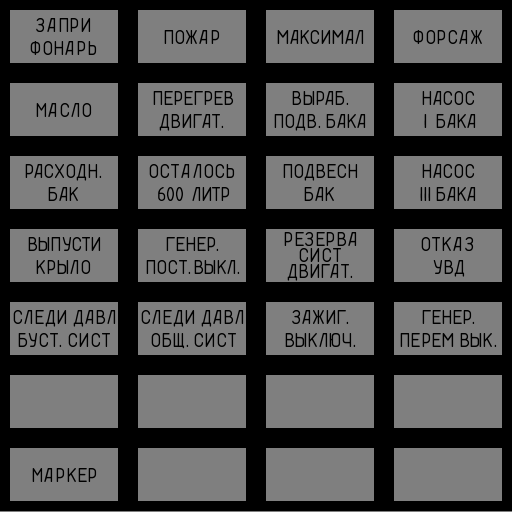 ЗАПРИ
ФОНАРЬ
ПОЖАР
МАКСИМАЛ
ФОРСАЖ
МАСЛО
ПЕРЕГРЕВ
ДВИГАТ.
ВЫРАБ.
ПОДВ. БАКА
НАСОС
I БАКА
РАСХОДН.
БАК
ОСТАЛОСЬ
600 ЛИТР
ПОДВЕСН
БАК
НАСОС
III БАКА
ВЫПУСТИ
КРЫЛО
ГЕНЕР.
ПОСТ.ВЫКЛ.
РЕЗЕРВА
СИСТ
ДВИГАТ.
ОТКАЗ
УВД
СЛЕДИ ДАВЛ
БУСТ. СИСТ
СЛЕДИ ДАВЛ
ОБЩ. СИСТ
ЗАЖИГ.
ВЫКЛЮЧ.
ГЕНЕР.
ПЕРЕМ ВЫК.
МАРКЕР